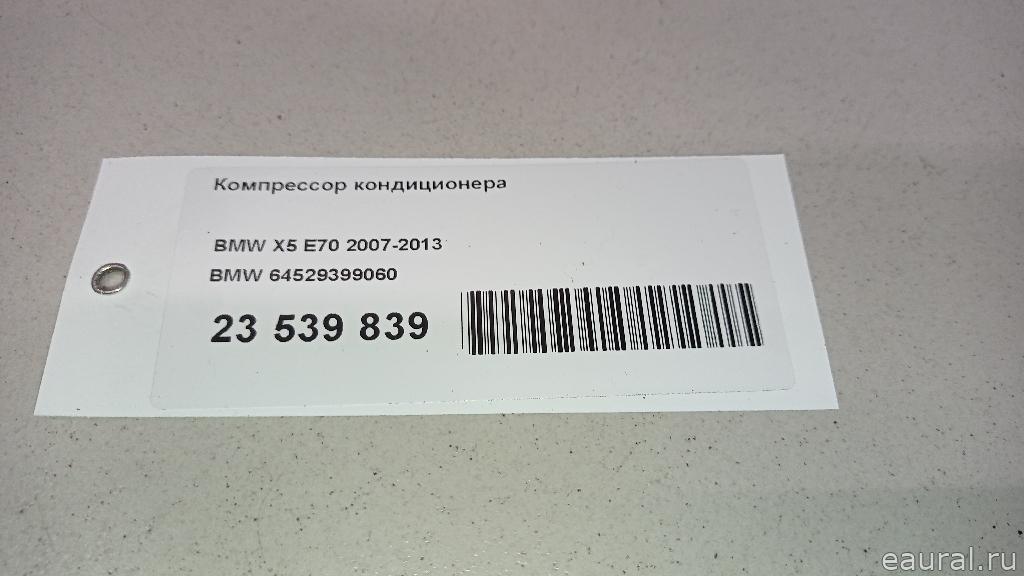 Компрессор кондиционера
BMW X5 E70 2007-2013
BMW 64529399060
23 539 839
eaural.ru